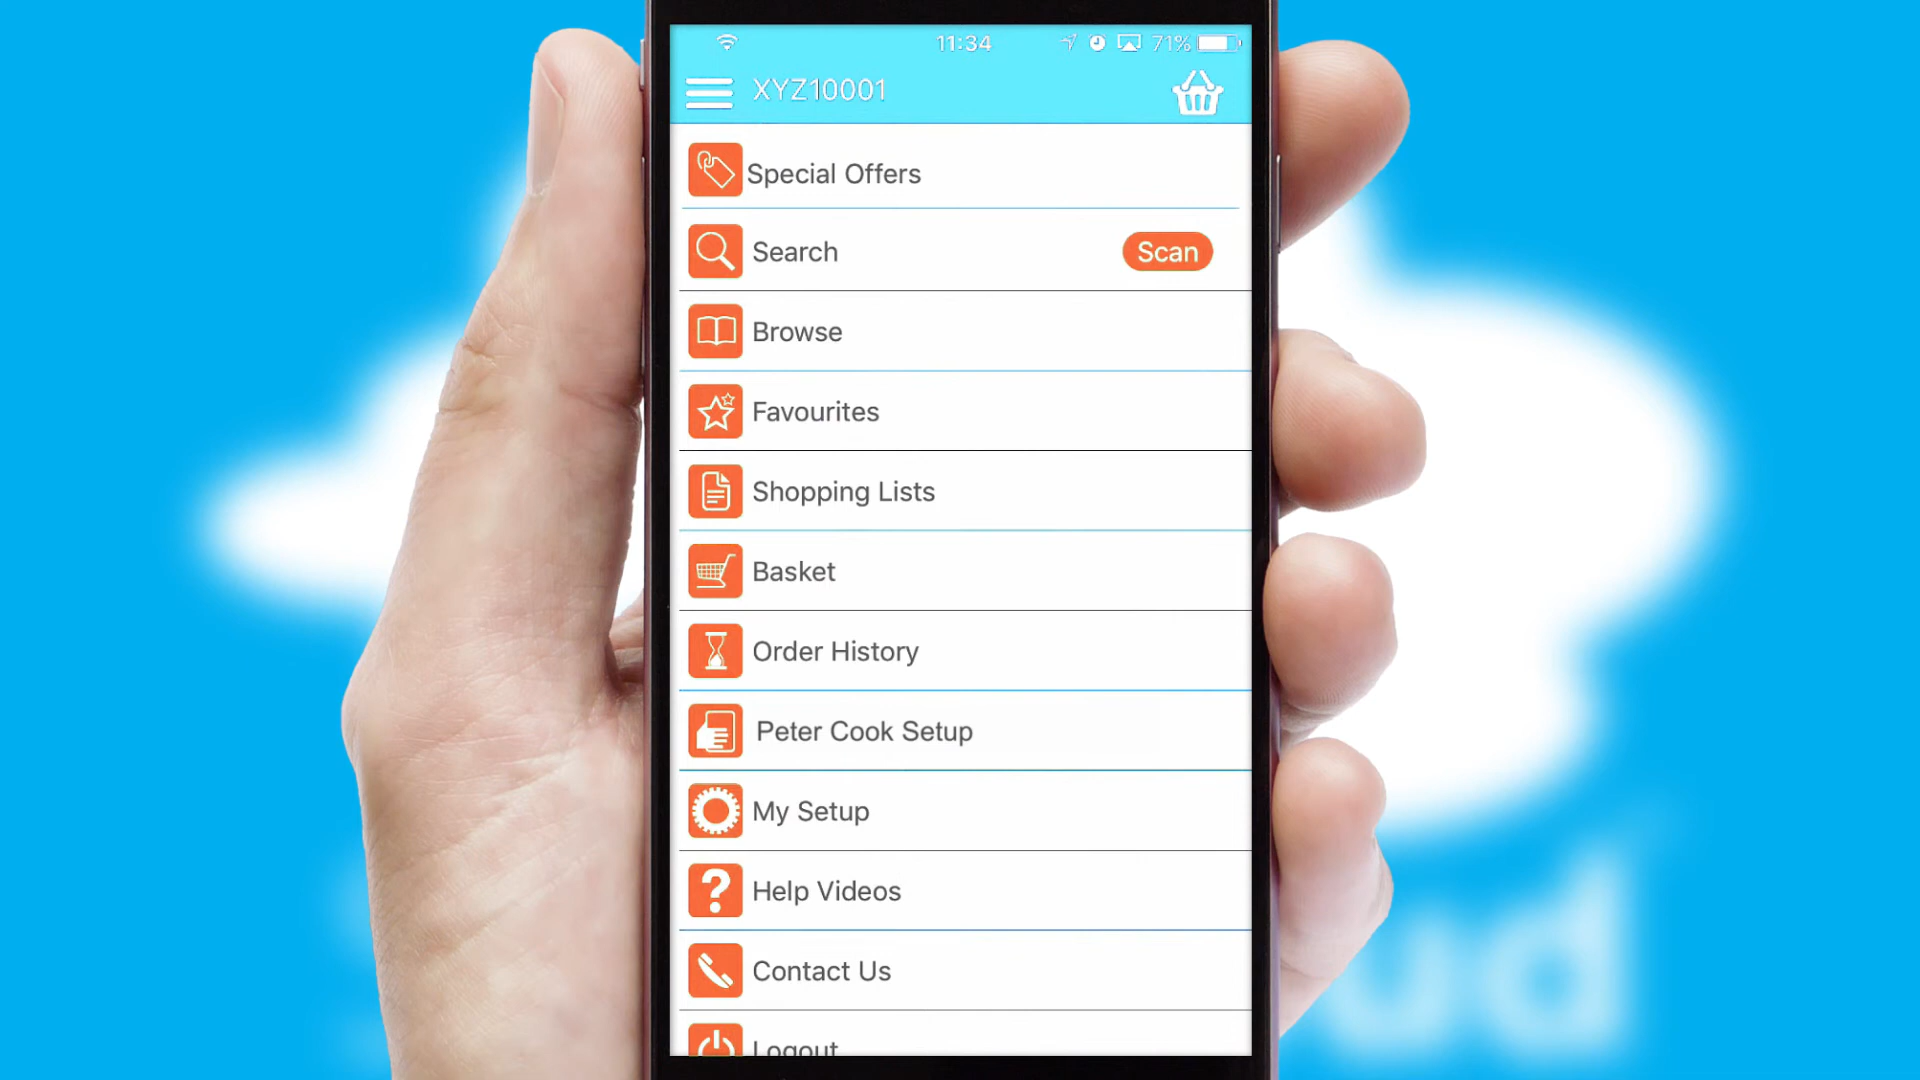 11:34
71%
XYZ10001
Special Offers
Search
Scan
Browse
Favourites
Shopping Lists
Basket
Order History
Peter Cook Setup
My Setup
Help Videos
Contact Us
Logout